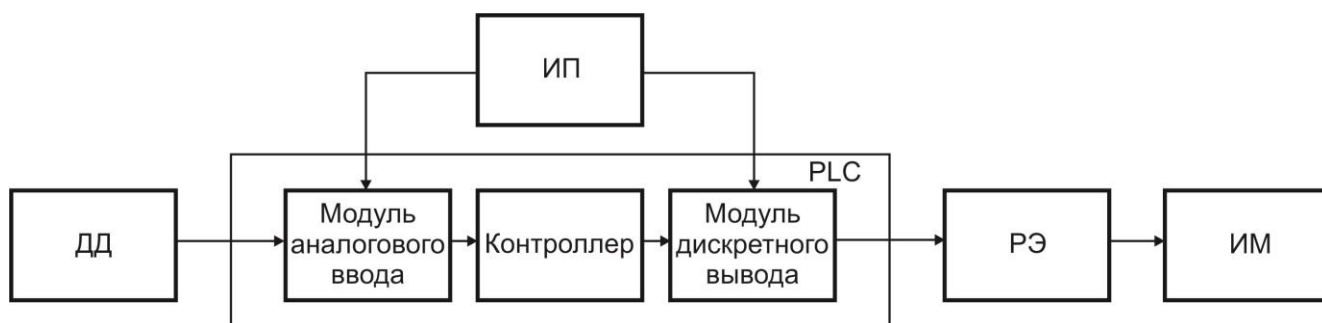 ИП
PLC
ДД
Модуль
аналогового
ввода
Контроллер
Модуль
дискретного
вывода
РЭ
ИМ